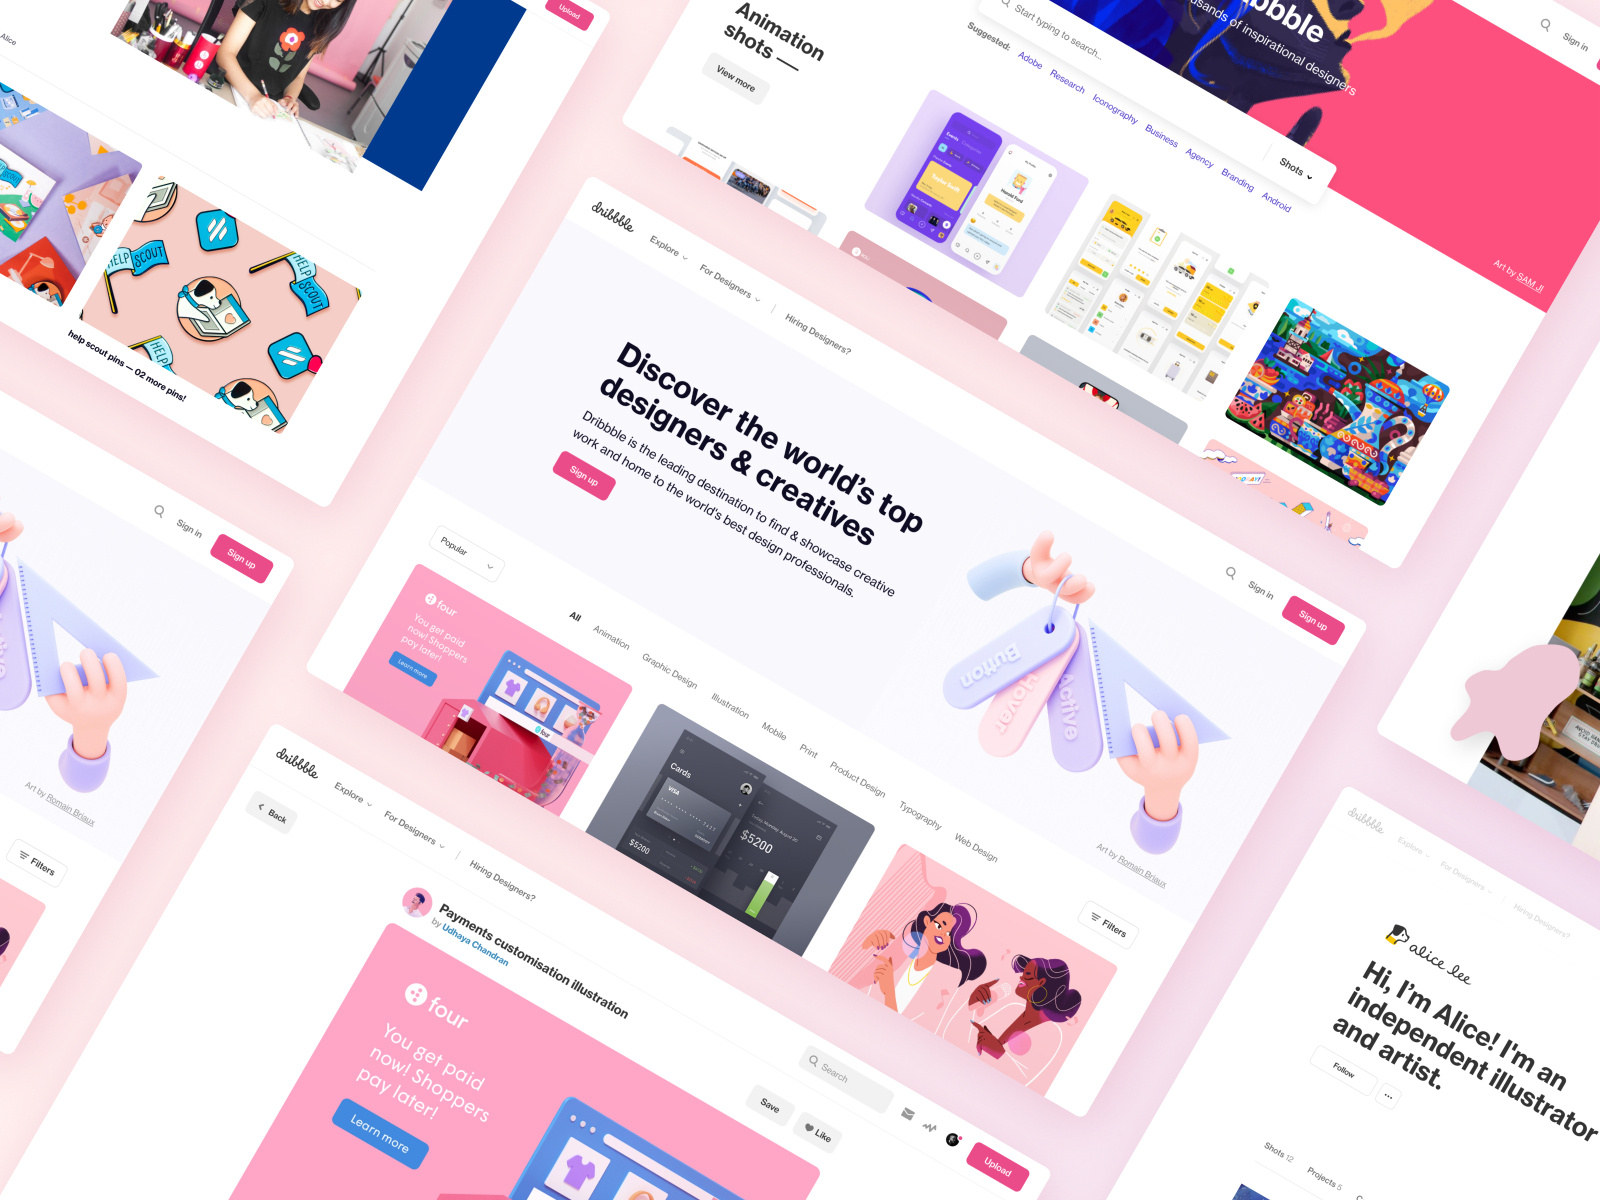 Alice
Upload
HELP
SCOUT
SCOUT
HELP
help scout pins — 02 more pins!
Animation
shots —
View more
Start typing to search...
Suggested:
Adobe
Research
Iconography
Business
Agency
Branding
Android
Shots
of inspirational designers
Sign in
Art by SAM JI
dribbble
Explore
For Designers
Hiring Designers?
Discover the world's top
designers & creatives
Dribbble is the leading destination to find & showcase creative
work and home to the world's best design professionals.
Sign up
Sign in
Sign up
Button
Hover
Active
Art by Romain Briaux
Popular
All
Animation
Graphic Design
Illustration
Mobile
Print
Product Design
Typography
Web Design
Filters
four
You get paid
now! Shoppers
pay later!
Learn more
four
Cards
VISA
$5200
$5200
Sign in
Sign up
Active
Art by Romain Briaux
Filters
dribbble
Explore
For Designers
Hiring Designers?
Back
Payments customisation illustration
by Udhaya Chandran
Search
Upload
Save
Like
four
You get paid
now! Shoppers
pay later!
Learn more
dribbble
Explore
For Designers
Hiring Designers?
alice lee
Hi, I'm Alice! I'm an
independent illustrator
and artist.
Follow
Shots 12
Projects 5